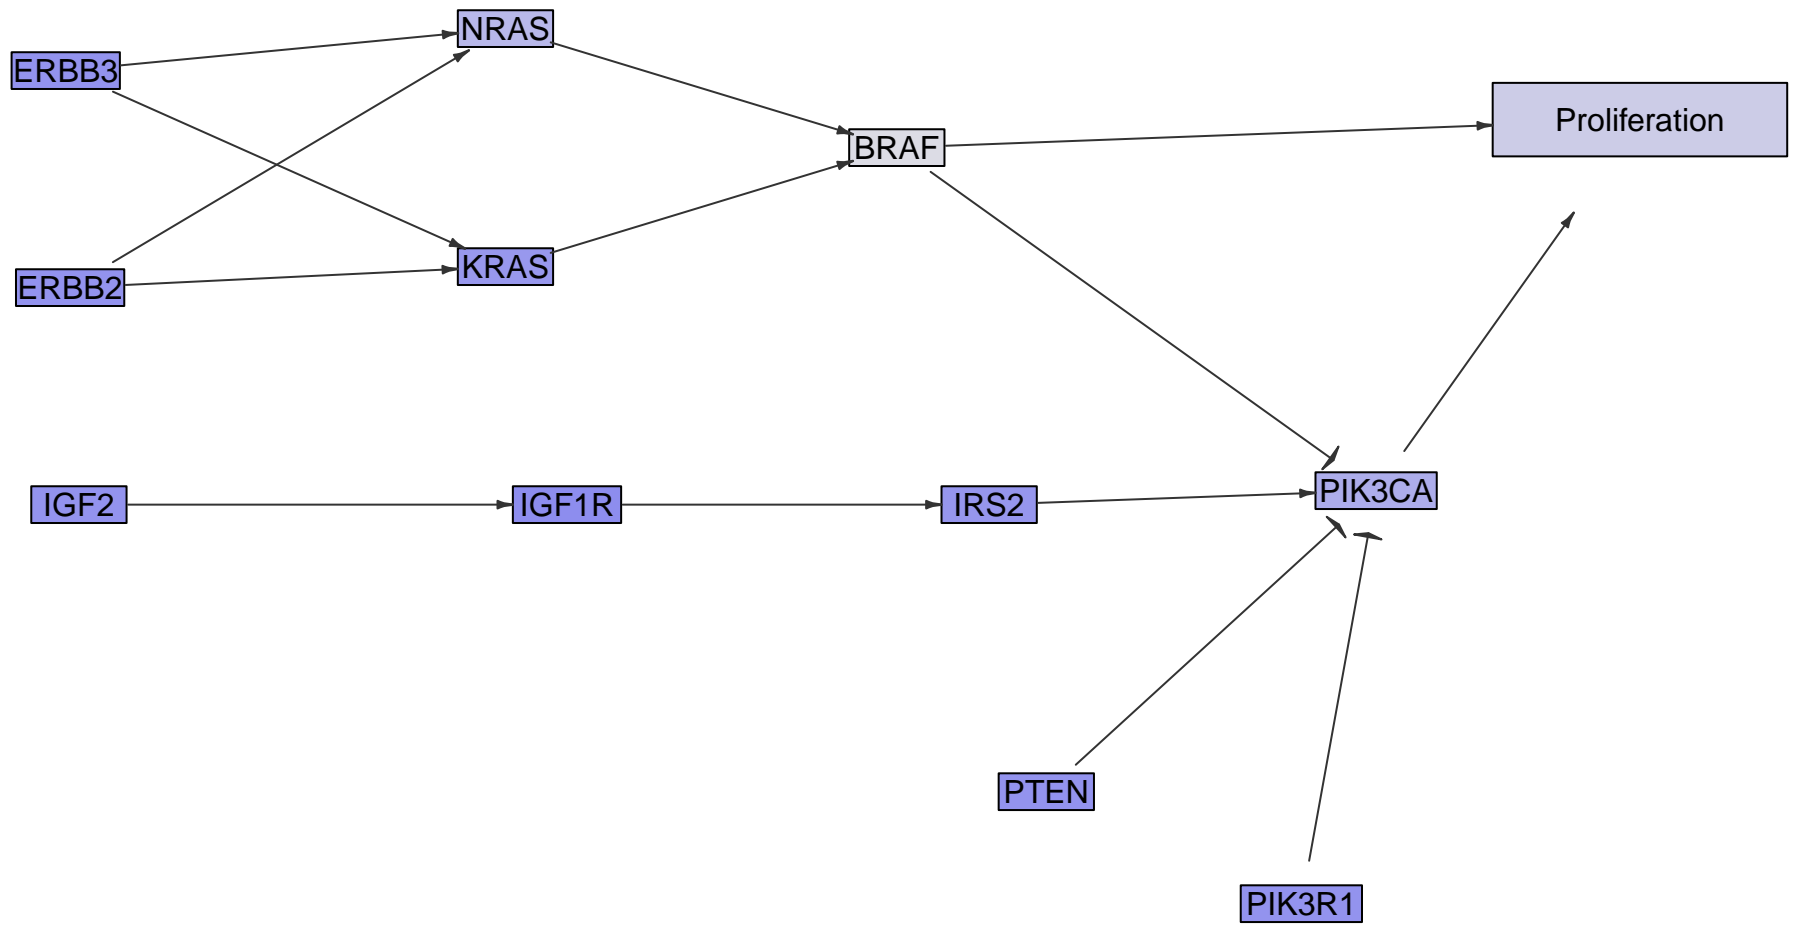 NRAS
ERBB3
Proliferation
BRAF
KRAS
ERBB2
PIK3CA
IGF2
IGF1R
IRS2
PTEN
PIK3R1